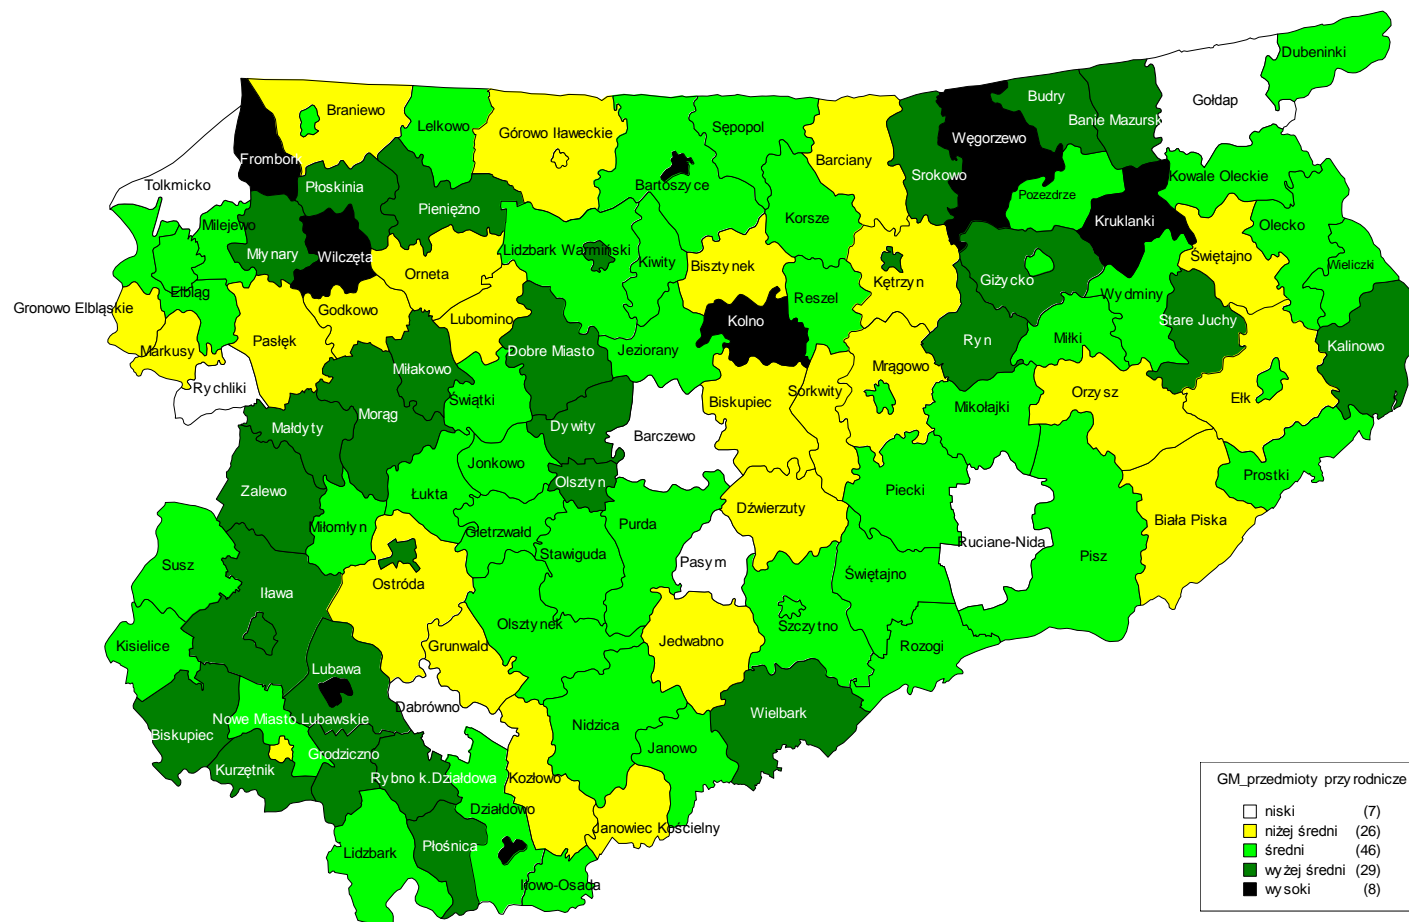 Dubeninki
Gołdap
Budry
Banie Mazursk
Braniewo
Lelkowo
Górowo Iławeckie
Sępopol
Barciany
Węgorzewo
Frombork
Tolkmicko
Płoskinia
Bartoszyce
Srokowo
Pozezdrze
Kowale Oleckie
Pieniężno
Korsze
Kruklanki
Olecko
Milejewo
Młynary
Wilczęta
Lidzbark Warmiński
Kiwity
Bisztynek
Świętajno
Wieliczki
Orneta
Kętrzyn
Giżycko
Elbląg
Reszel
Wydminy
Gronowo Elbląskie
Godkowo
Lubomino
Kolno
Stare Juchy
Pasłęk
Markusy
Dobre Miasto
Jeziorany
Ryn
Miłki
Kalinowo
Rychliki
Miłakowo
Mrągowo
Świątki
Biskupiec
Sorkwity
Orzysz
Ełk
Morąg
Mikołajki
Małdyty
Dywity
Barczewo
Jonkowo
Zalewo
Łukta
Olsztyn
Piecki
Prostki
Miłomłyn
Gietrzwałd
Purda
Dźwierzuty
Biała Piska
Susz
Stawiguda
Pasym
Ruciane-Nida
Pisz
Ostróda
Świętajno
Iława
Olsztynek
Szczytno
Kisielice
Grunwald
Jedwabno
Rozogi
Lubawa
Dabrówno
Nowe Miasto Lubawskie
Nidzica
Wielbark
Biskupiec
Grodziczno
Janowo
Kurzętnik
Rybno k.Działdowa
Kozłowo
Działdowo
Janowiec Kościelny
Płośnica
Lidzbark
Iłowo-Osada
GM_przedmioty przyrodnicze
niski (7)
niżej średni (26)
średni (46)
wyżej średni (29)
wysoki (8)